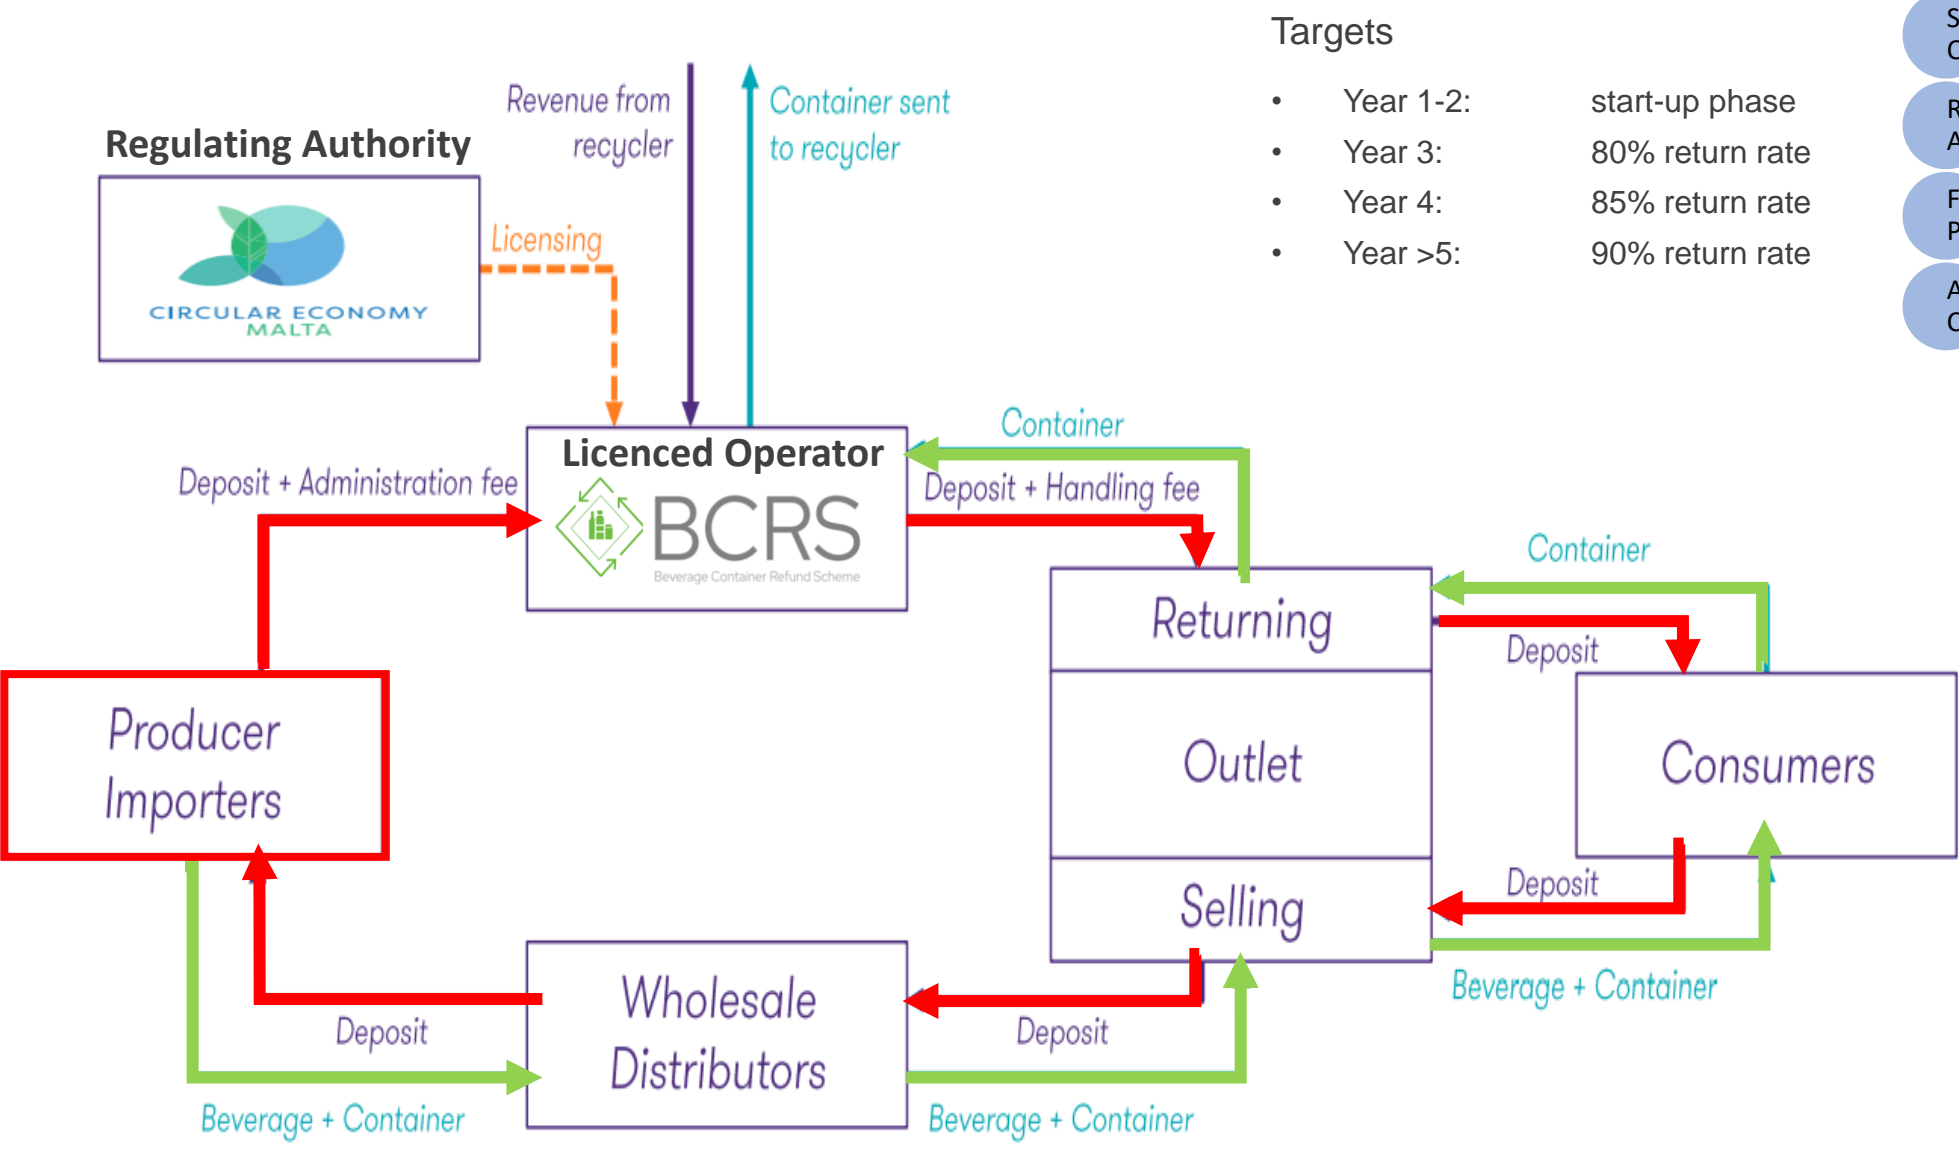 Targets
• Year 1-2: start-up phase
• Year 3: 80% return rate
• Year 4: 85% return rate
• Year >5: 90% return rate
S
C
R
A
F
P
A
C
Revenue from
recycler
Container sent
to recycler
Regulating Authority
CIRCULAR ECONOMY
MALTA
Licensing
Deposit + Administration fee
Licenced Operator
BCRS
Beverage Container Refund Scheme
Container
Deposit + Handling fee
Returning
Outlet
Selling
Container
Deposit
Consumers
Deposit
Beverage + Container
Producer
Importers
Deposit
Beverage + Container
Wholesale
Distributors
Deposit
Beverage + Container